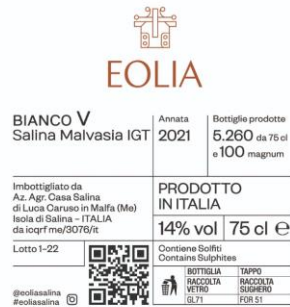 EOLIA
BIANCO V
Salina Malvasia IGT
Annata
2021
Bottiglie prodotte
5.260 da 75 cl
e 100 magnum
Imbottigliato da
Az. Agr. Casa Salina
di Luca Caruso in Malfa (Me)
Isola di Salina – ITALIA
da icqrf me/3076/it
PRODOTTO
IN ITALIA
14% vol
75 cl ℮
Lotto 1-22
@eoliasalina
#eoliasalina
Contiene Solfiti
Contains Sulphites
BOTTIGLIA
RACCOLTA
VETRO
GL71
TAPPO
RACCOLTA
SUGHERO
FOR 51